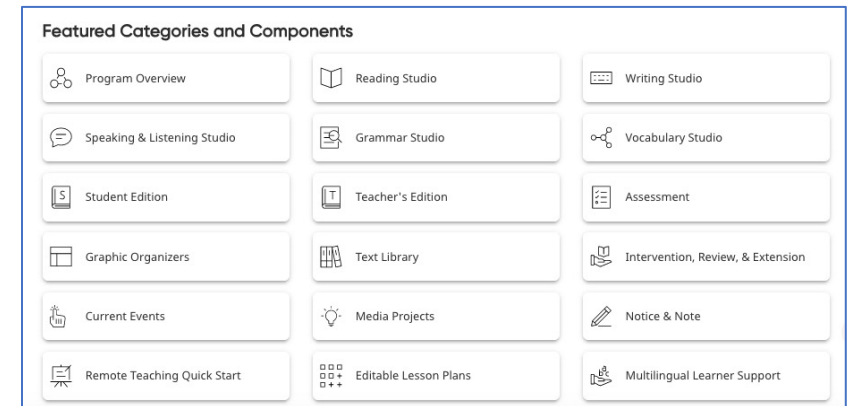 Featured Categories and Components
Program Overview
Reading Studio
Writing Studio
Speaking & Listening Studio
Grammar Studio
Vocabulary Studio
S
Student Edition
T
Teacher's Edition
Assessment
Graphic Organizers
Text Library
Intervention, Review, & Extension
Current Events
Media Projects
Notice & Note
Remote Teaching Quick Start
Editable Lesson Plans
Multilingual Learner Support